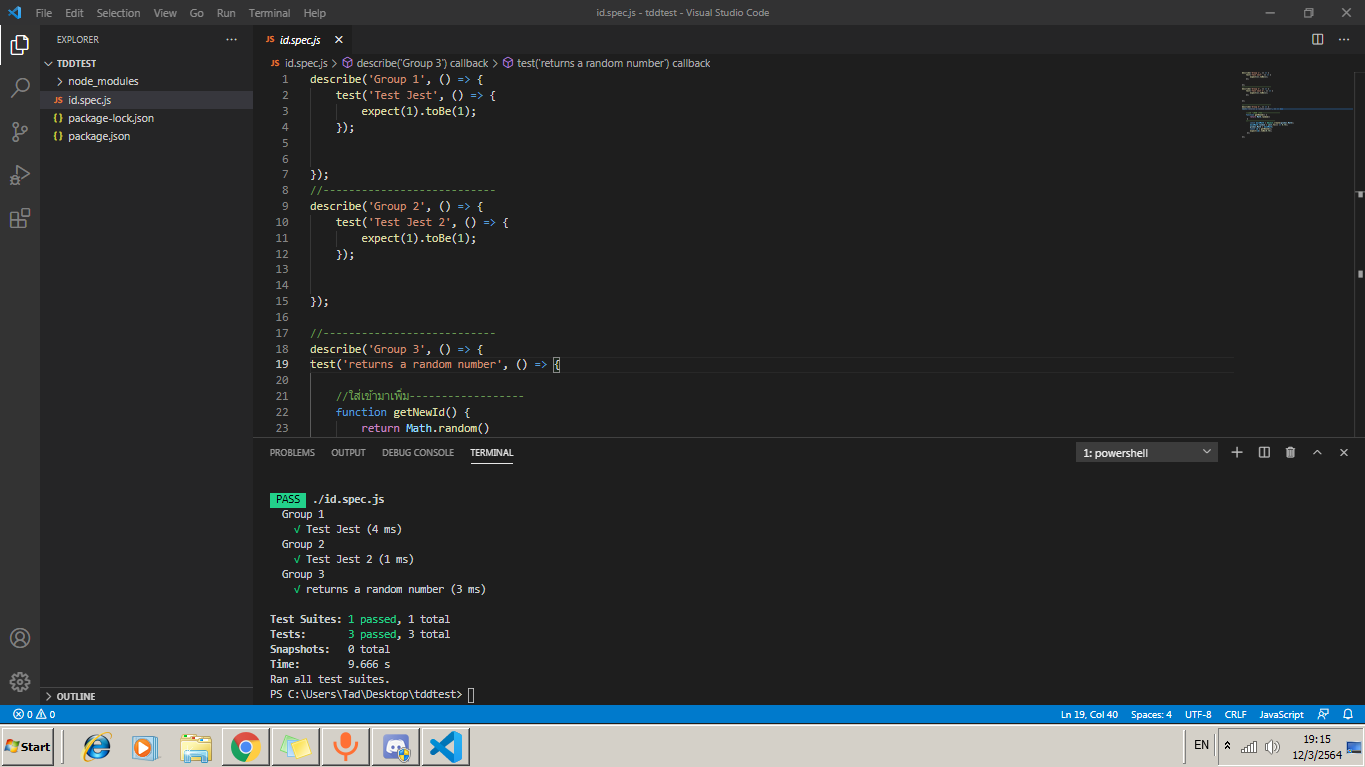 File Edit Selection View Go Run Terminal Help
id.spec.js - tddtest - Visual Studio Code
EXPLORER
TDDTEST
node_modules
JS id.spec.js
{} package-lock.json
{} package.json
OUTLINE
JS id.spec.js
JS id.spec.js > describe('Group 3') callback > test('returns a random number') callback
1 describe('Group 1', () => {
2 test('Test Jest', () => {
3 expect(1).toBe(1);
4 });
5
6
7 });
8 //---------------------------
9 describe('Group 2', () => {
10 test('Test Jest 2', () => {
11 expect(1).toBe(1);
12 });
13
14
15 });
16
17 //---------------------------
18 describe('Group 3', () => {
19 test('returns a random number', () => {
20
21 //ใส่เข้ามาเพิ่ม------------------
22 function getNewId() {
23 return Math.random()
PROBLEMS OUTPUT DEBUG CONSOLE TERMINAL
1: powershell
PASS ./id.spec.js
Group 1
√ Test Jest (4 ms)
Group 2
√ Test Jest 2 (1 ms)
Group 3
√ returns a random number (3 ms)
Test Suites: 1 passed, 1 total
Tests: 3 passed, 3 total
Snapshots: 0 total
Time: 9.666 s
Ran all test suites.
PS C:\Users\Tad\Desktop\tddtest>
0 0
Ln 19, Col 40 Spaces: 4 UTF-8 CRLF JavaScript
Start
EN
19:15
12/3/2564